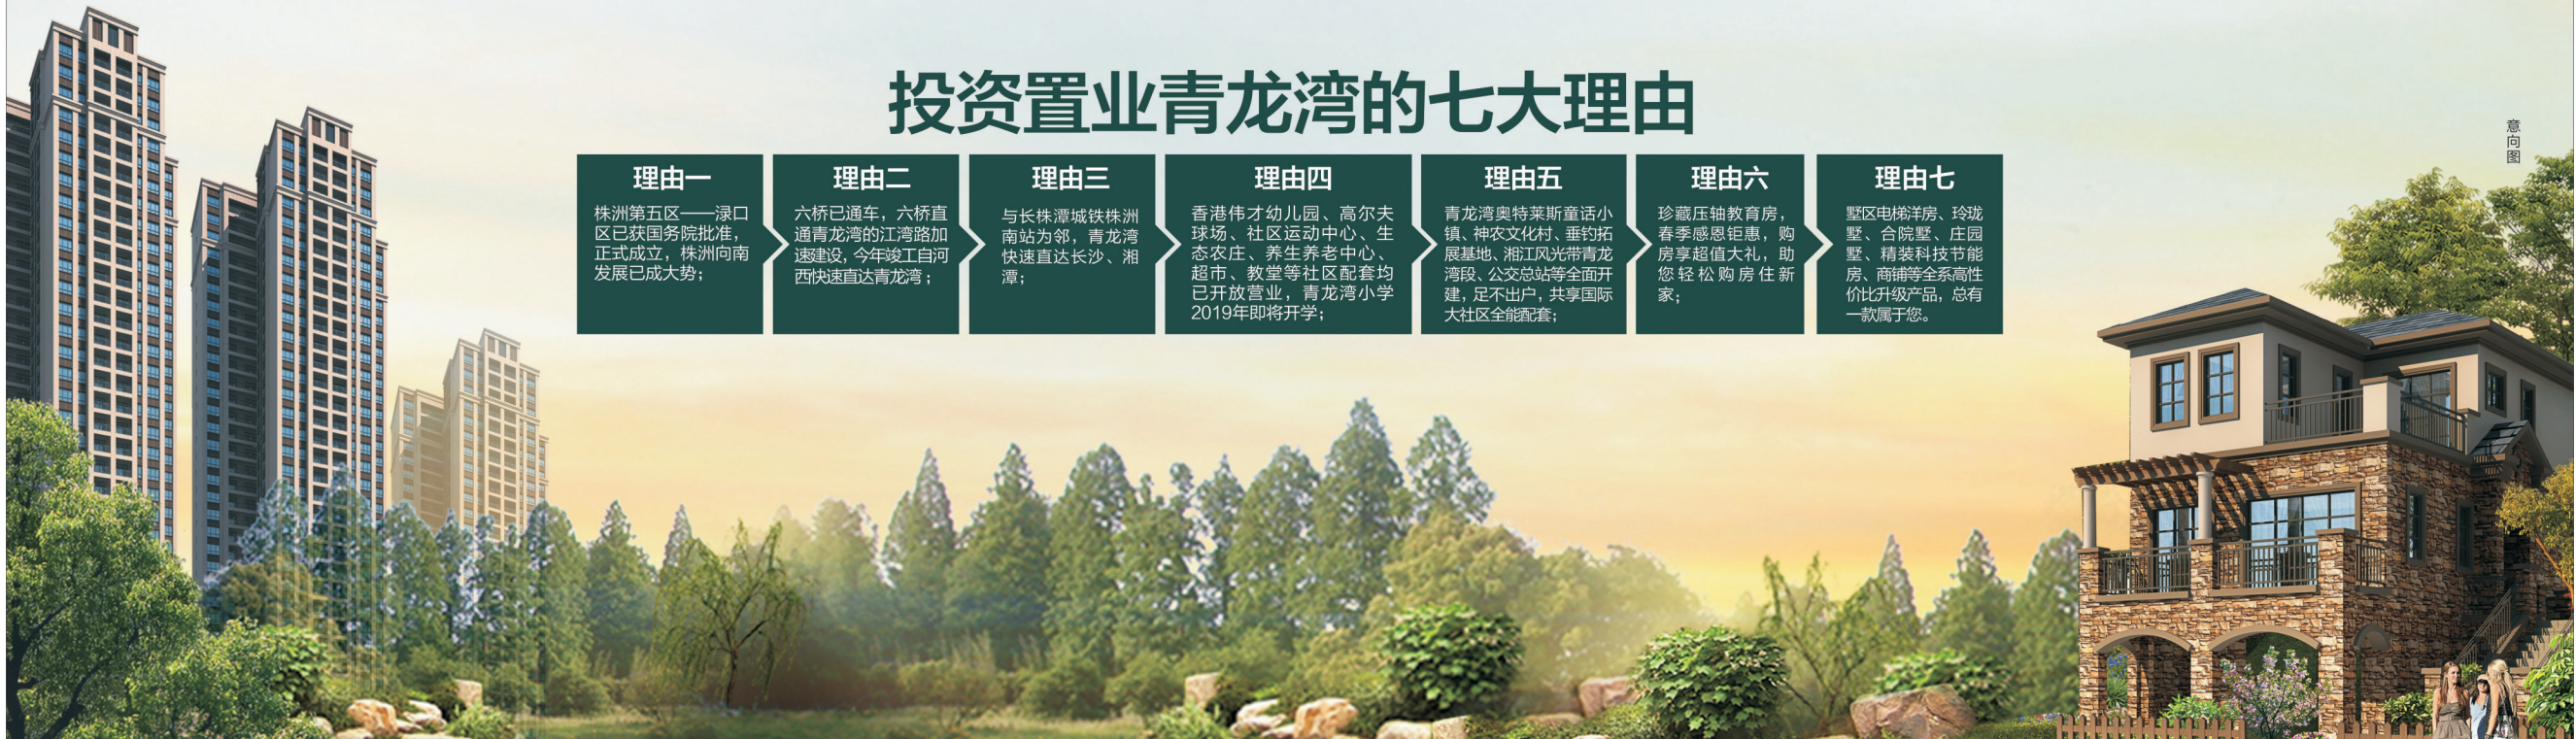 投资置业青龙湾的七大理由
理由一
株洲第五区——渌口
区已获国务院批准，
正式成立，株洲向南
发展已成大势；
理由二
六桥已通车，六桥直
通青龙湾的江湾路加
速建设，今年竣工自河
西快速直达青龙湾；
理由三
与长株潭城铁株洲
南站为邻，青龙湾
快速直达长沙、湘
潭；
理由四
香港伟才幼儿园、高尔夫
球场、社区运动中心、生
态农庄、养生养老中心、
超市、教堂等社区配套均
已开放营业，青龙湾小学
2019年即将开学；
理由五
青龙湾奥特莱斯童话小
镇、神农文化村、垂钓拓
展基地、湘江风光带青龙
湾段、公交总站等全面开
建，足不出户，共享国际
大社区全能配套；
理由六
珍藏压轴教育房，
春季感恩钜惠，购
房享超值大礼，助
您轻松购房住新
家；
理由七
墅区电梯洋房、玲珑
墅、合院墅、庄园
墅、精装科技节能
房、商铺等全系高性
价比升级产品，总有
一款属于您。
意向图